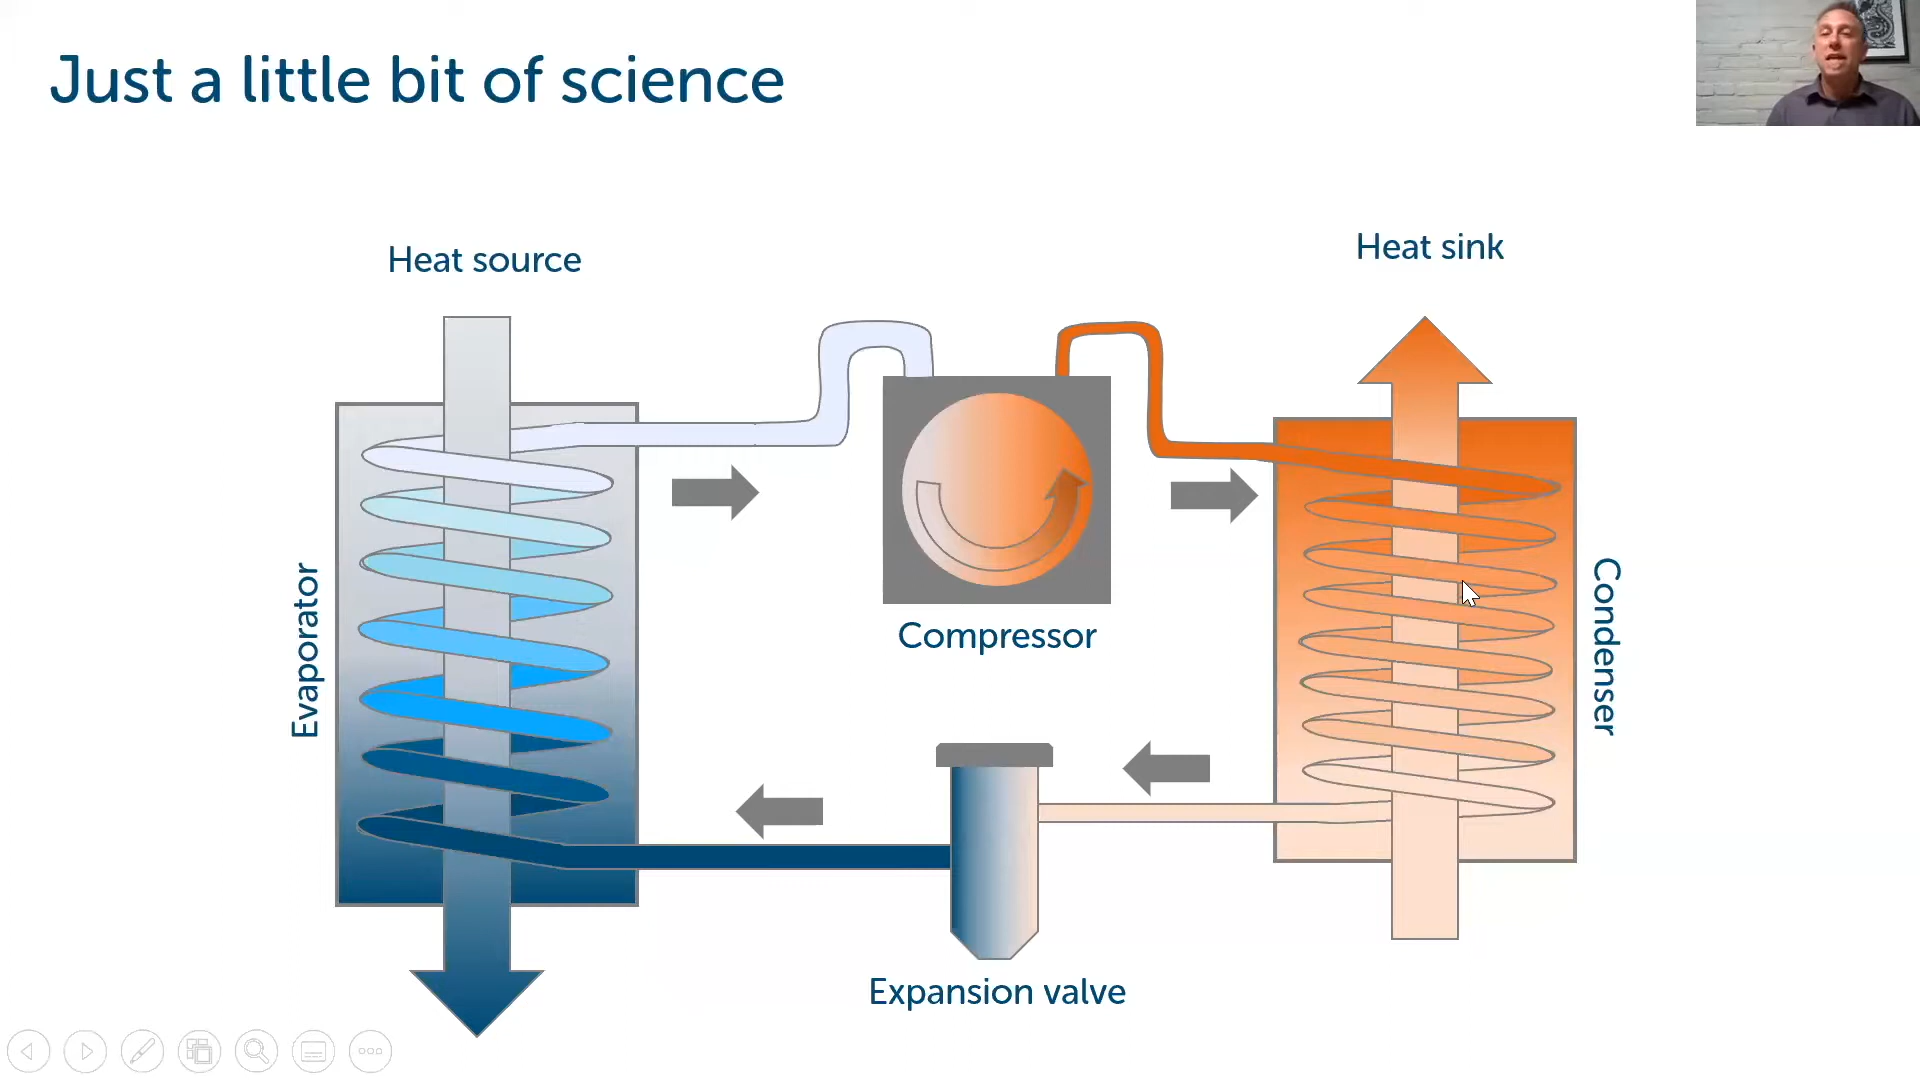 Just a little bit of science
Heat source
Heat sink
Evaporator
Compressor
Condenser
Expansion valve